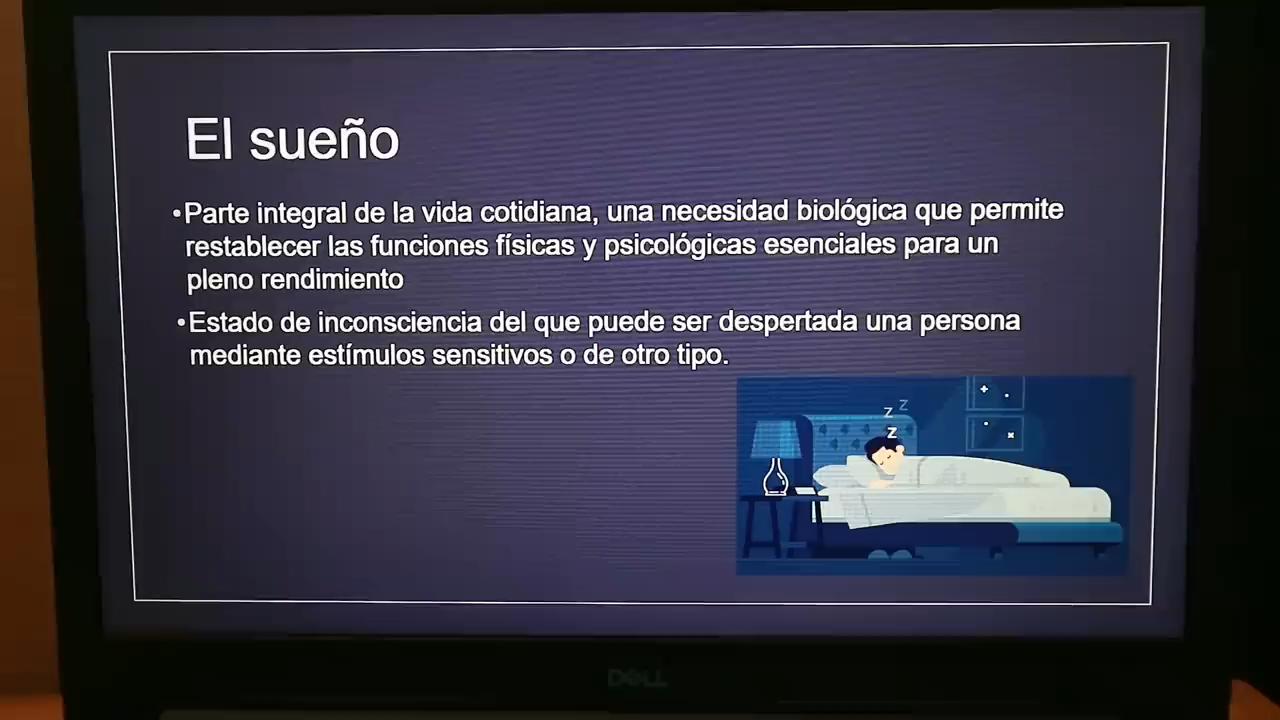 El sueño
•Parte integral de la vida cotidiana, una necesidad biológica que permite
restablecer las funciones físicas y psicológicas esenciales para un
pleno rendimiento
•Estado de inconsciencia del que puede ser despertada una persona
mediante estímulos sensitivos o de otro tipo.
z z
z
DELL